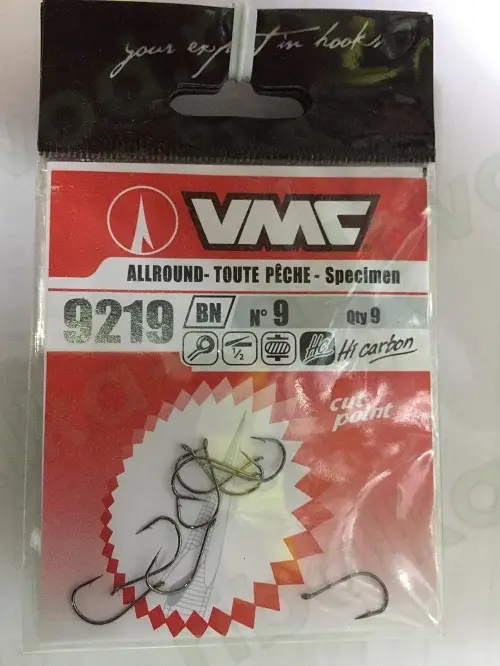 your expert in hooks
VMC
ALLROUND- TOUTE PÊCHE - Specimen
9219 BN N° 9 Qty 9
1/2 HC Hi carbon
cut
point